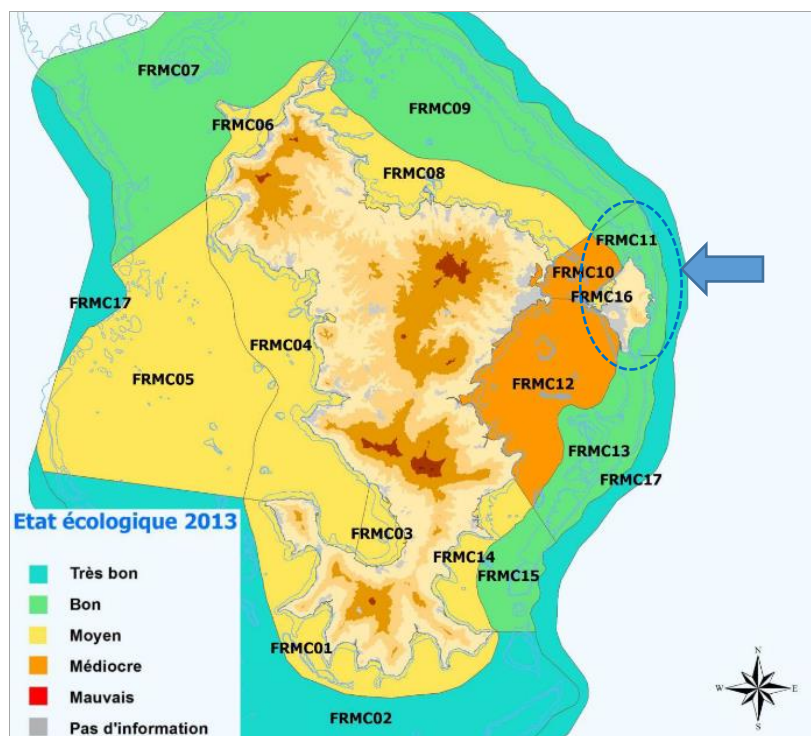 FRMC07
FRMC09
FRMC06
FRMC08
FRMC11
FRMC10
FRMC16
FRMC17
FRMC04
FRMC05
FRMC12
FRMC13
FRMC17
FRMC03
FRMC14
FRMC15
FRMC01
FRMC02
Etat écologique 2013
Très bon
Bon
Moyen
Médiocre
Mauvais
Pas d'information
N
W E
S